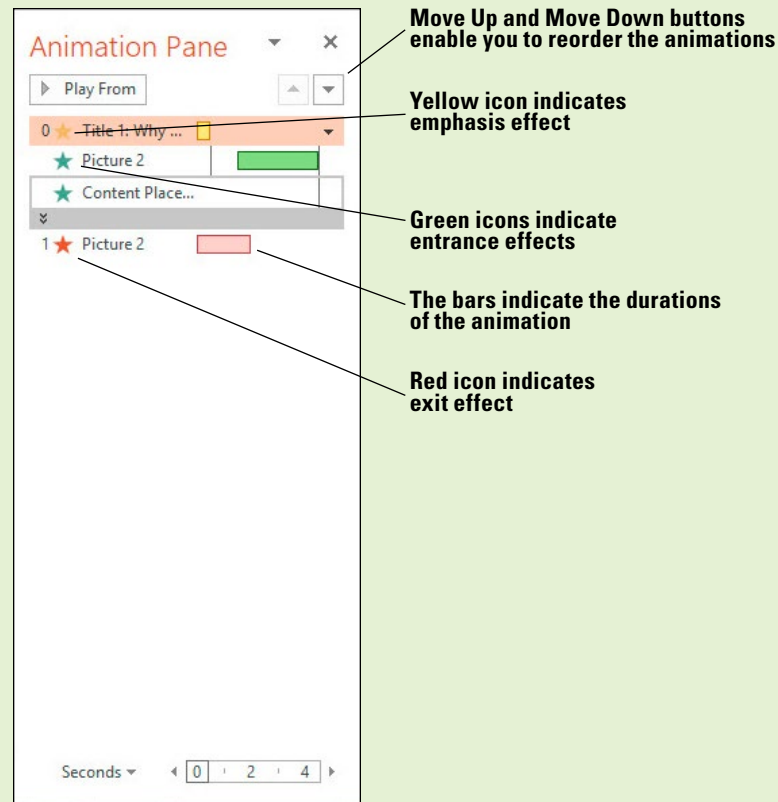 Animation Pane
Play From
0 Title 1: Why ...
Picture 2
Content Place...
1 Picture 2
Seconds 0 2 4
Move Up and Move Down buttons
enable you to reorder the animations
Yellow icon indicates
emphasis effect
Green icons indicate
entrance effects
The bars indicate the durations
of the animation
Red icon indicates
exit effect